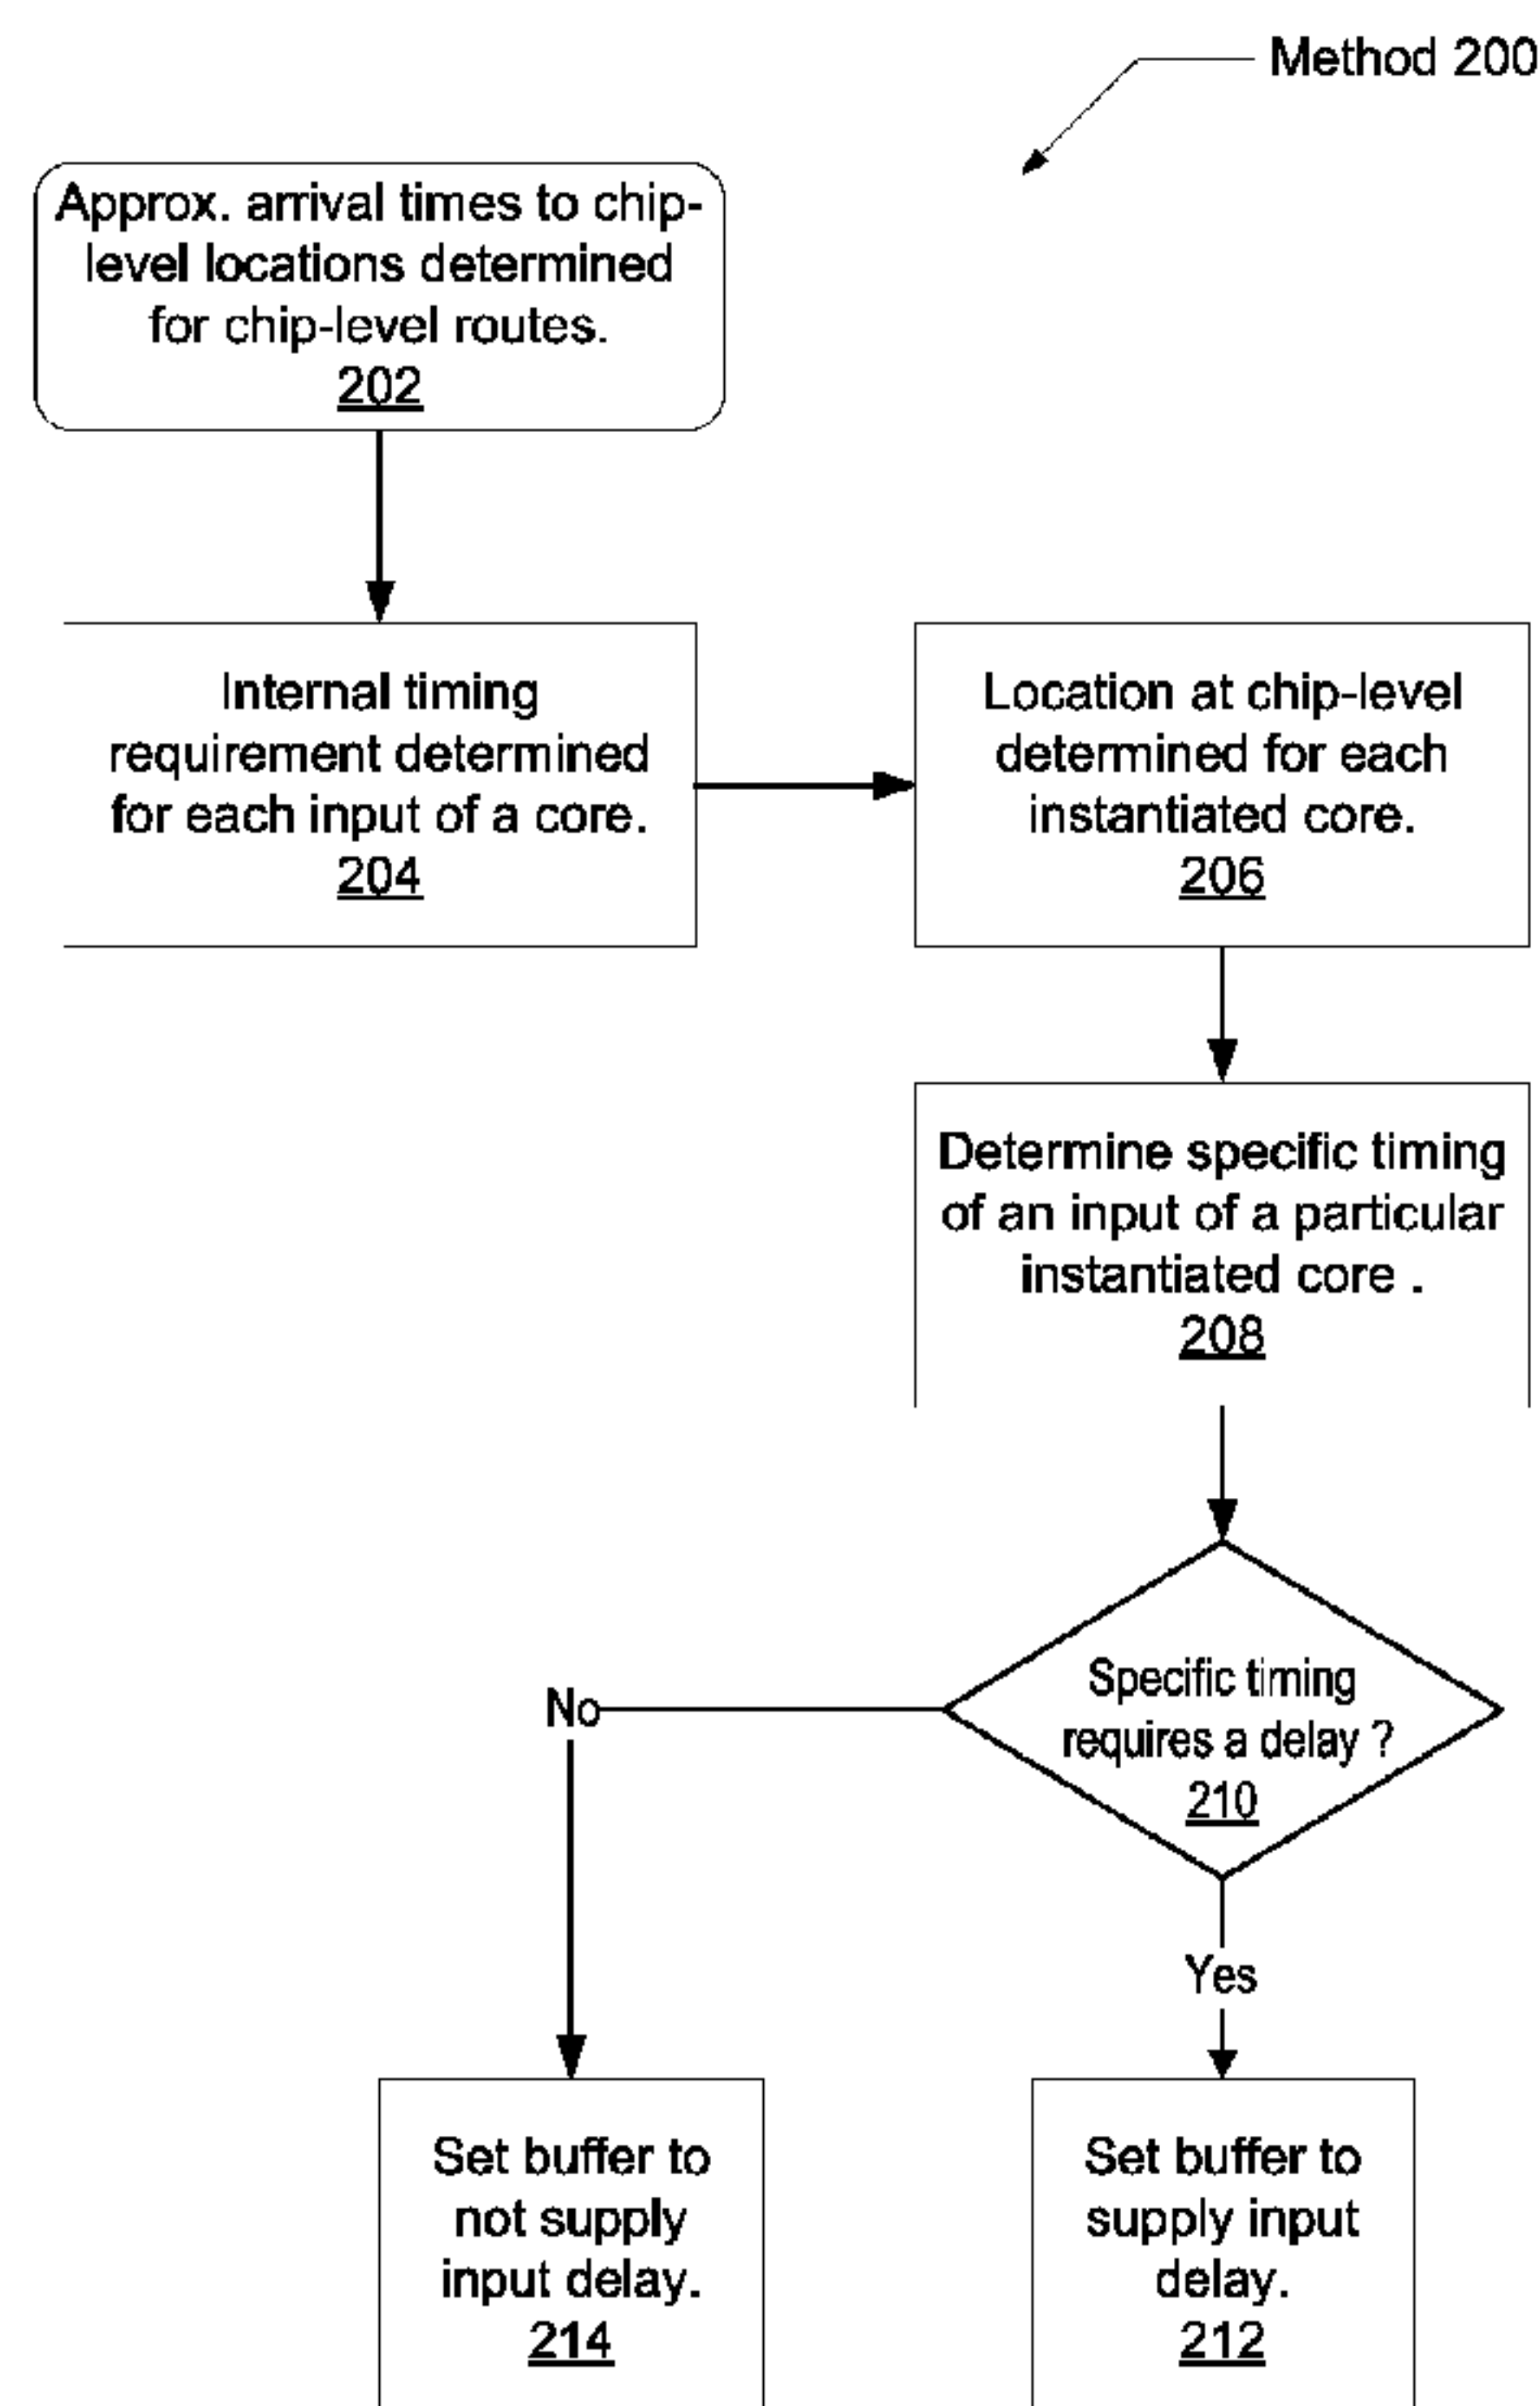 Method 200
Approx. arrival times to chip-
level locations determined
for chip-level routes.
202
Internal timing
requirement determined
for each input of a core.
204
Location at chip-level
determined for each
instantiated core.
206
Determine specific timing
of an input of a particular
instantiated core .
208
Specific timing
requires a delay ?
210
No
Yes
Set buffer to
not supply
input delay.
214
Set buffer to
supply input
delay.
212